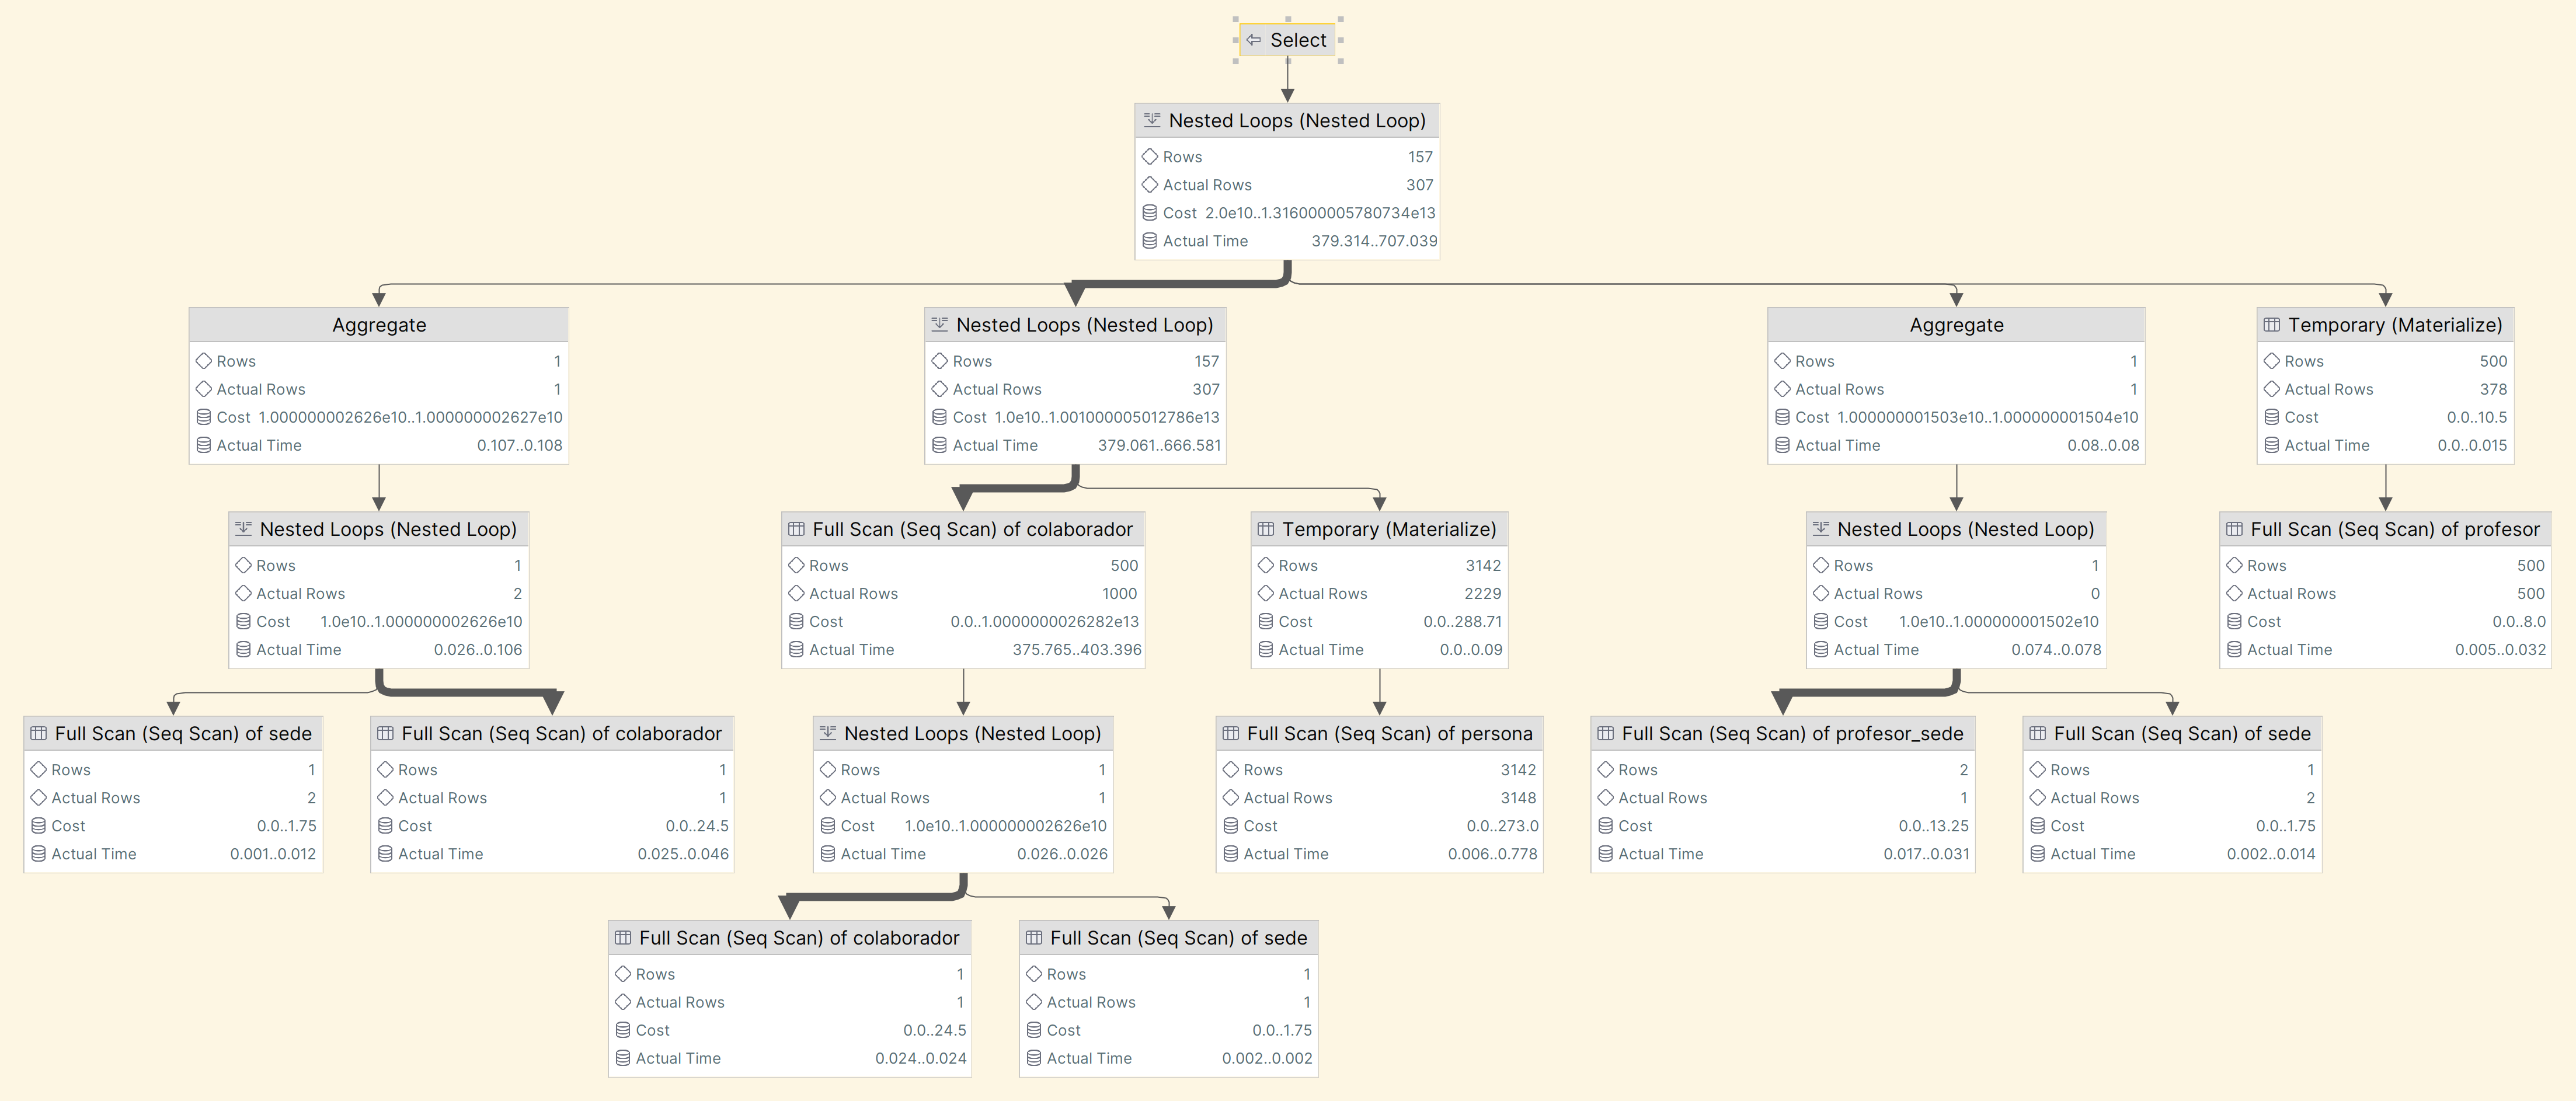 Select
Nested Loops (Nested Loop)
Rows 157
Actual Rows 307
Cost 2.0e10..1.316000005780734e13
Actual Time 379.314..707.039
Aggregate
Rows 1
Actual Rows 1
Cost 1.000000002626e10..1.000000002627e10
Actual Time 0.107..0.108
Nested Loops (Nested Loop)
Rows 157
Actual Rows 307
Cost 1.0e10..1.001000005012786e13
Actual Time 379.061..666.581
Aggregate
Rows 1
Actual Rows 1
Cost 1.000000001503e10..1.000000001504e10
Actual Time 0.08..0.08
Temporary (Materialize)
Rows 500
Actual Rows 378
Cost 0.0..10.5
Actual Time 0.0..0.015
Nested Loops (Nested Loop)
Rows 1
Actual Rows 2
Cost 1.0e10..1.000000002626e10
Actual Time 0.026..0.106
Full Scan (Seq Scan) of colaborador
Rows 500
Actual Rows 1000
Cost 0.0..1.0000000026282e13
Actual Time 375.765..403.396
Temporary (Materialize)
Rows 3142
Actual Rows 2229
Cost 0.0..288.71
Actual Time 0.0..0.09
Nested Loops (Nested Loop)
Rows 1
Actual Rows 0
Cost 1.0e10..1.000000001502e10
Actual Time 0.074..0.078
Full Scan (Seq Scan) of profesor
Rows 500
Actual Rows 500
Cost 0.0..8.0
Actual Time 0.005..0.032
Full Scan (Seq Scan) of sede
Rows 1
Actual Rows 2
Cost 0.0..1.75
Actual Time 0.001..0.012
Full Scan (Seq Scan) of colaborador
Rows 1
Actual Rows 1
Cost 0.0..24.5
Actual Time 0.025..0.046
Nested Loops (Nested Loop)
Rows 1
Actual Rows 1
Cost 1.0e10..1.000000002626e10
Actual Time 0.026..0.026
Full Scan (Seq Scan) of persona
Rows 3142
Actual Rows 3148
Cost 0.0..273.0
Actual Time 0.006..0.778
Full Scan (Seq Scan) of profesor_sede
Rows 2
Actual Rows 1
Cost 0.0..13.25
Actual Time 0.017..0.031
Full Scan (Seq Scan) of sede
Rows 1
Actual Rows 2
Cost 0.0..1.75
Actual Time 0.002..0.014
Full Scan (Seq Scan) of colaborador
Rows 1
Actual Rows 1
Cost 0.0..24.5
Actual Time 0.024..0.024
Full Scan (Seq Scan) of sede
Rows 1
Actual Rows 1
Cost 0.0..1.75
Actual Time 0.002..0.002